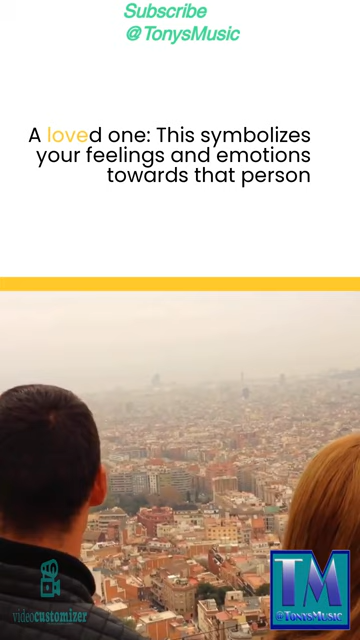 Subscribe
@TonysMusic
A loved one: This symbolizes
your feelings and emotions
towards that person
videocustomizer
TM
@TonysMusic